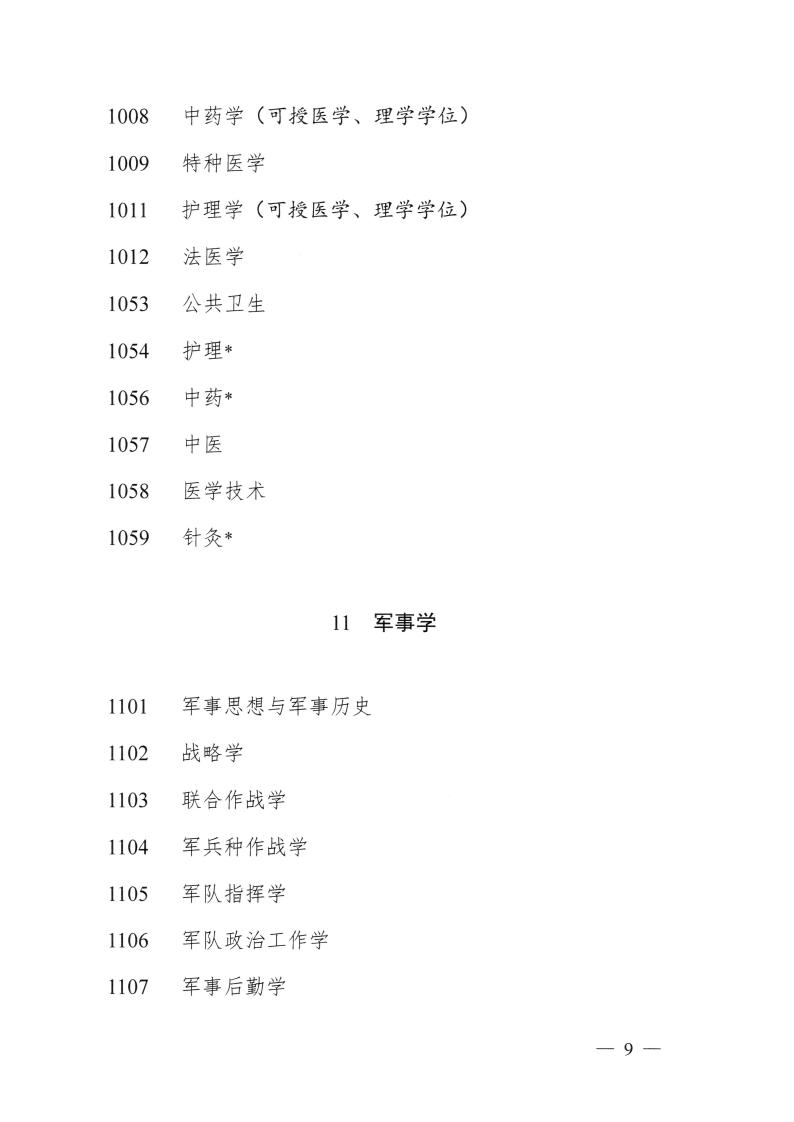 1008 中药学（可授医学、理学学位）
1009 特种医学
1011 护理学（可授医学、理学学位）
1012 法医学
1053 公共卫生
1054 护理*
1056 中药*
1057 中医
1058 医学技术
1059 针灸*
11 军事学
1101 军事思想与军事历史
1102 战略学
1103 联合作战学
1104 军兵种作战学
1105 军队指挥学
1106 军队政治工作学
1107 军事后勤学
— 9 —